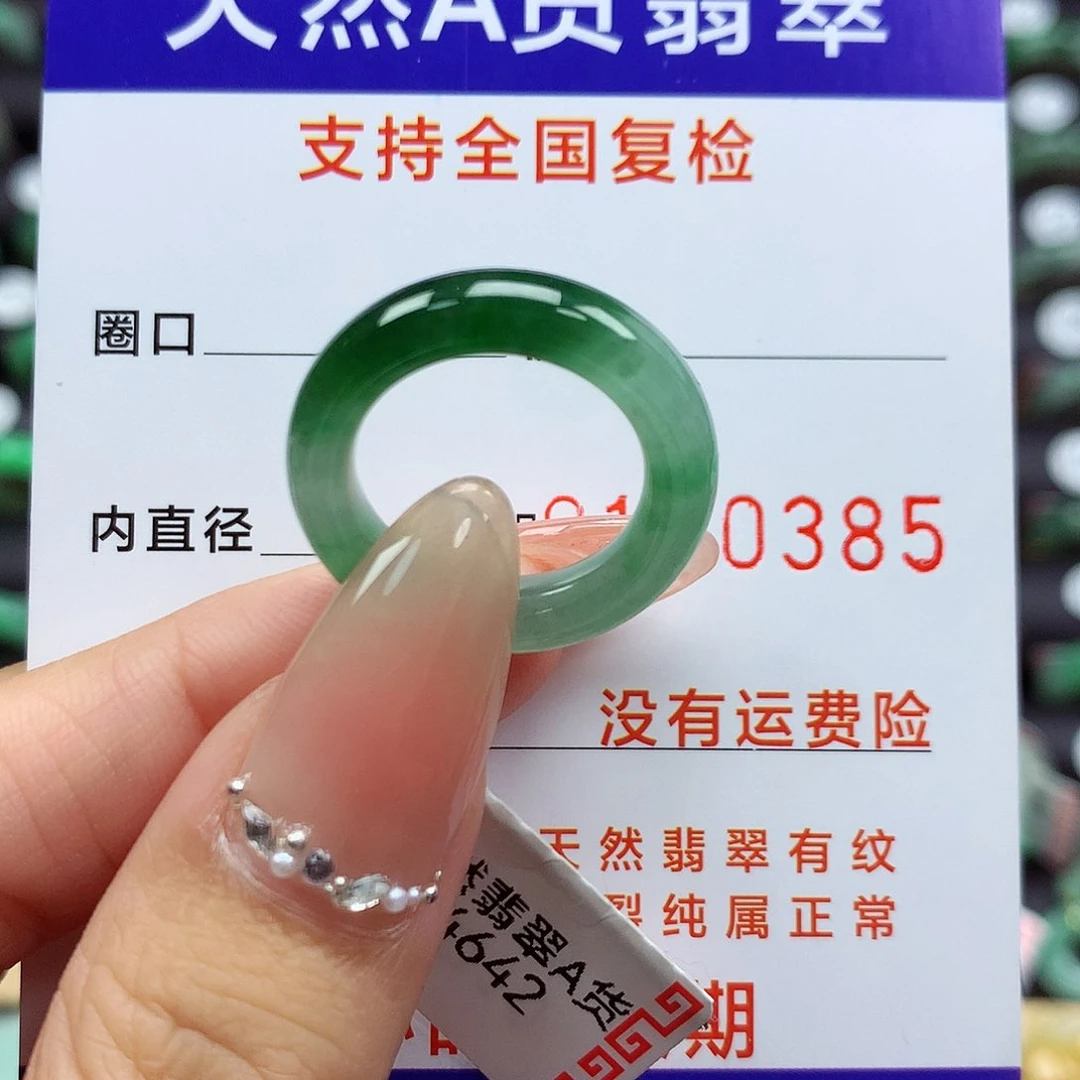 天然A货翡翠
支持全国复检
圈口
内直径
0385
没有运费险
天然翡翠有纹
裂纯属正常
期
翡翠A货
4642